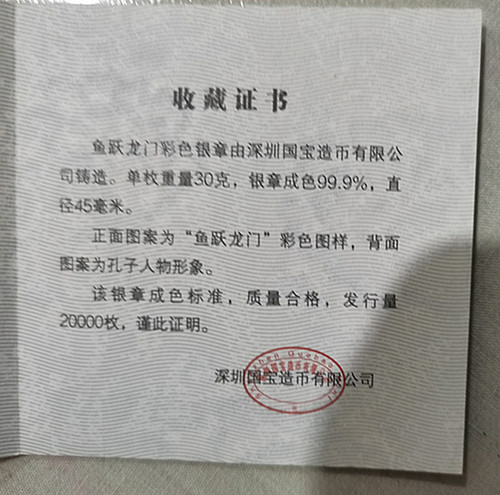 收藏证书
鱼跃龙门彩色银章由深圳国宝造币有限公
司铸造。单枚重量30克，银章成色99.9%，直
径45毫米。
正面图案为“鱼跃龙门”彩色图样，背面
图案为孔子人物形象。
该银章成色标准，质量合格，发行量
20000枚，谨此证明。
深圳国宝造币有限公司